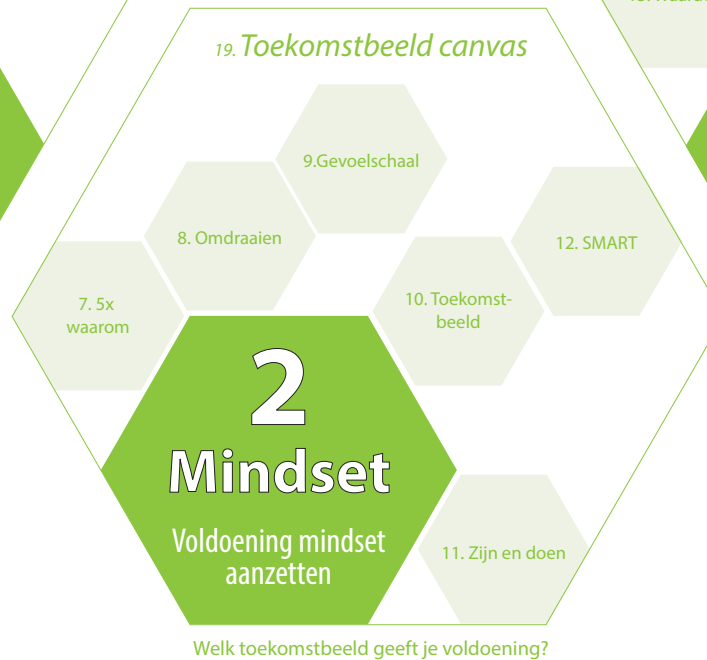 19. Toekomstbeeld canvas
9.Gevoelschaal
8. Omdraaien
12. SMART
7. 5x
waarom
10. Toekomst-
beeld
2
Mindset
Voldoening mindset
aanzetten
11. Zijn en doen
Welk toekomstbeeld geeft je voldoening?